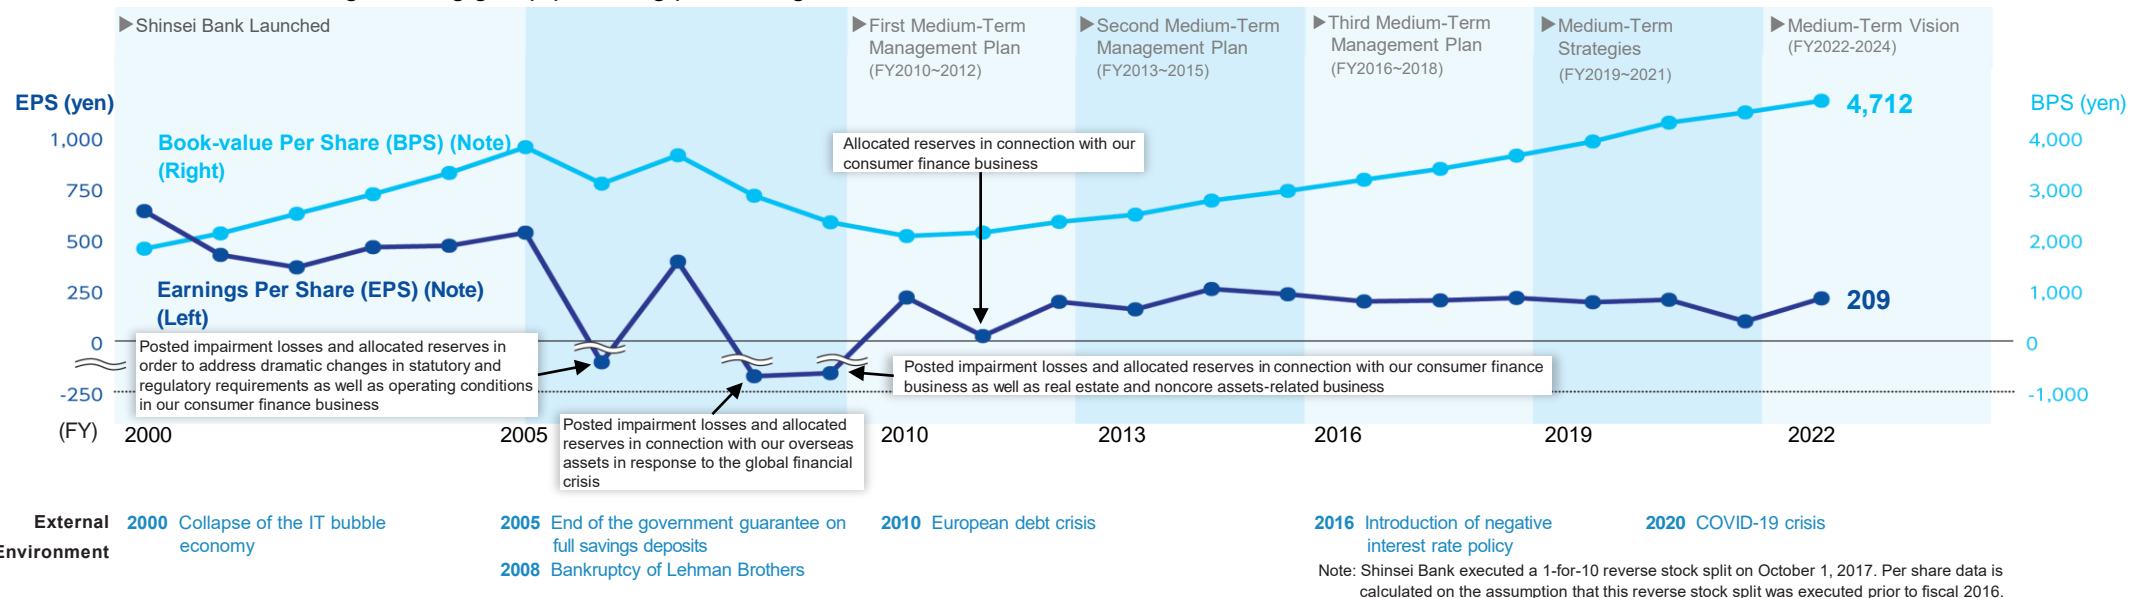 ▶Shinsei Bank Launched
▶First Medium-Term
Management Plan
(FY2010~2012)
▶Second Medium-Term
Management Plan
(FY2013~2015)
▶Third Medium-Term
Management Plan
(FY2016~2018)
▶Medium-Term
Strategies
(FY2019~2021)
▶Medium-Term Vision
(FY2022-2024)
EPS (yen)
1,000
750
500
250
0
-250
(FY)
BPS (yen)
4,000
3,000
2,000
1,000
0
-1,000
Book-value Per Share (BPS) (Note)
(Right)
4,712
Earnings Per Share (EPS) (Note)
(Left)
209
Allocated reserves in connection with our
consumer finance business
Posted impairment losses and allocated reserves in
order to address dramatic changes in statutory and
regulatory requirements as well as operating conditions
in our consumer finance business
Posted impairment losses and allocated reserves in connection with our consumer finance
business as well as real estate and noncore assets-related business
Posted impairment losses and allocated
reserves in connection with our overseas
assets in response to the global financial
crisis
2000
2005
2010
2013
2016
2019
2022
External
Environment
2000 Collapse of the IT bubble
economy
2005 End of the government guarantee on
full savings deposits
2008 Bankruptcy of Lehman Brothers
2010 European debt crisis
2016 Introduction of negative
interest rate policy
2020 COVID-19 crisis
Note: Shinsei Bank executed a 1-for-10 reverse stock split on October 1, 2017. Per share data is
calculated on the assumption that this reverse stock split was executed prior to fiscal 2016.